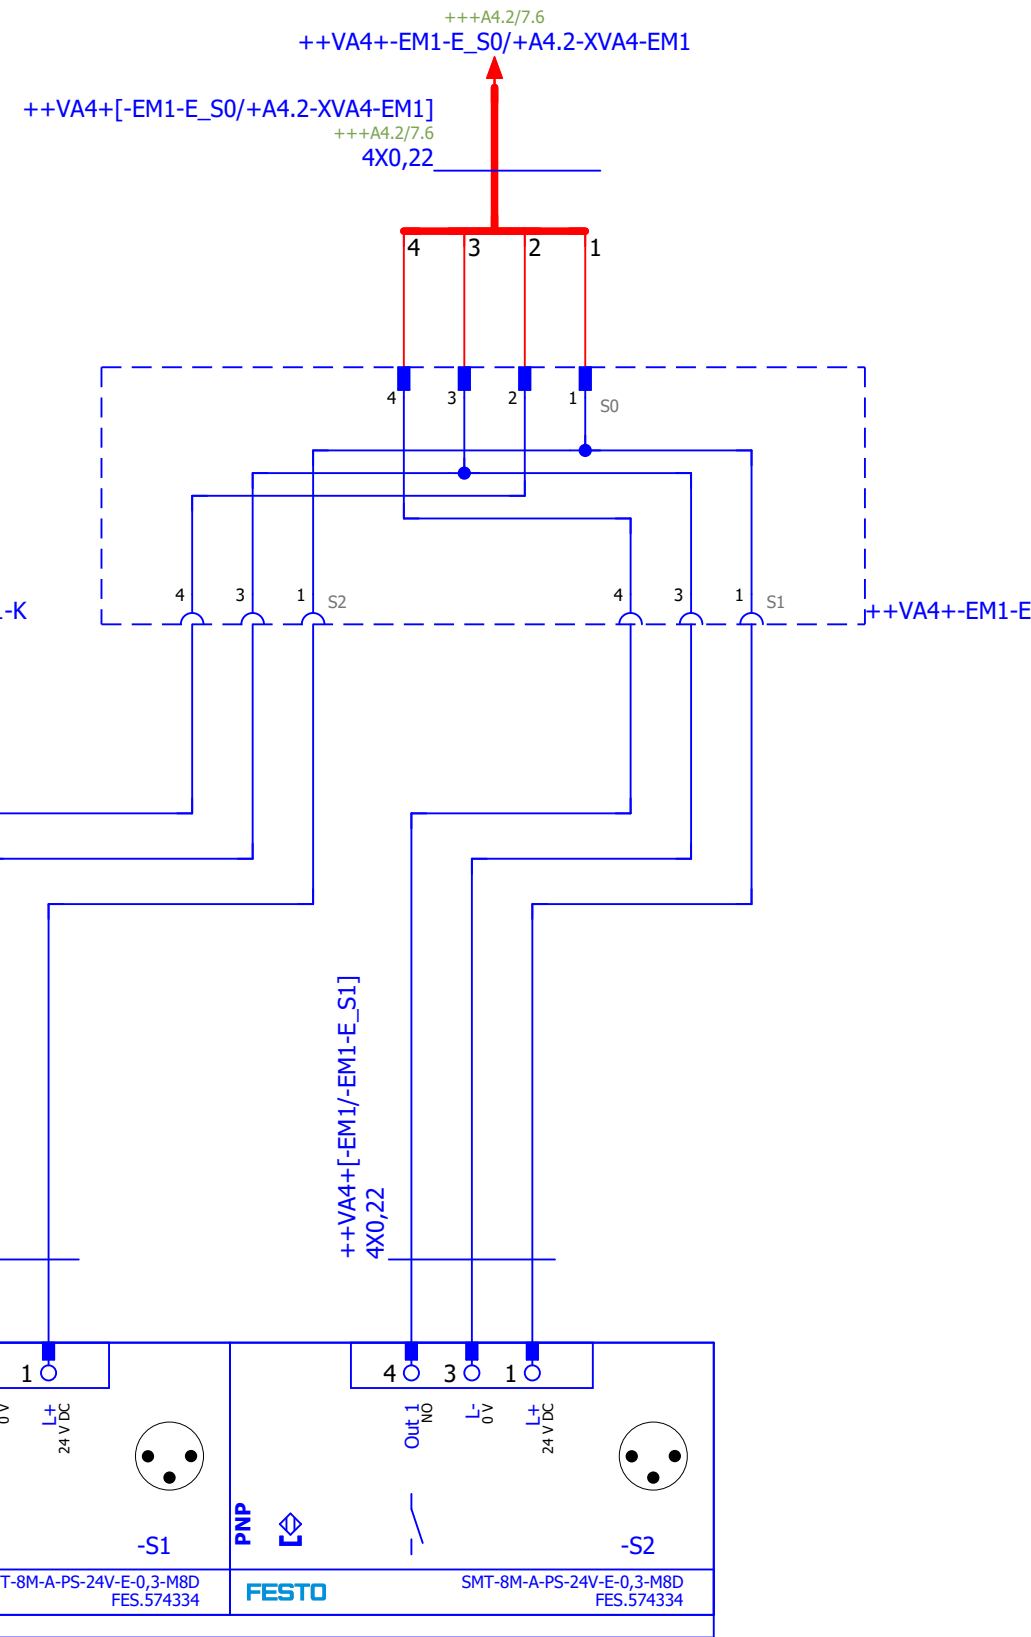 +++A4.2/7.6
++VA4+-EM1-E_S0/+A4.2-XVA4-EM1
++VA4+[-EM1-E_S0/+A4.2-XVA4-EM1]
+++A4.2/7.6
4X0,22
4 3 2 1
4 3 2 1 S0
4 3 1 S2 4 3 1 S1
-K
++VA4+-EM1-E
++VA4+[-EM1/-EM1-E_S1]
4X0,22
1 4 3 1
0 V
L+
24 V DC
Out 1
NO
L-
0 V
L+
24 V DC
PNP
-S1
-S2
T-8M-A-PS-24V-E-0,3-M8D
FES.574334
FESTO
SMT-8M-A-PS-24V-E-0,3-M8D
FES.574334